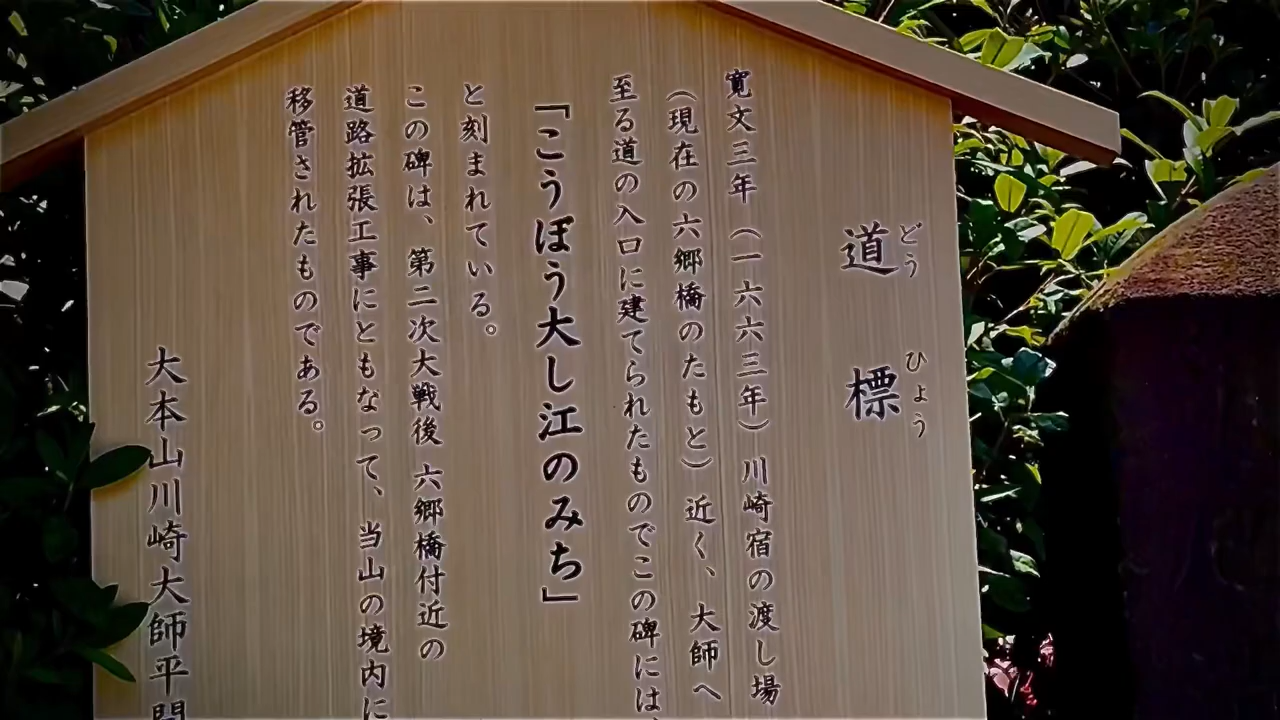 道標
どうひょう
寛文三年（一六六三年）川崎宿の渡し場
（現在の六郷橋のたもと）近く、大師へ
至る道の入口に建てられたものでこの碑には、
「こうぼう大し江のみち」
と刻まれている。
この碑は、第二次大戦後 六郷橋付近の
道路拡張工事にともなって、当山の境内に
移管されたものである。
大本山川崎大師平間